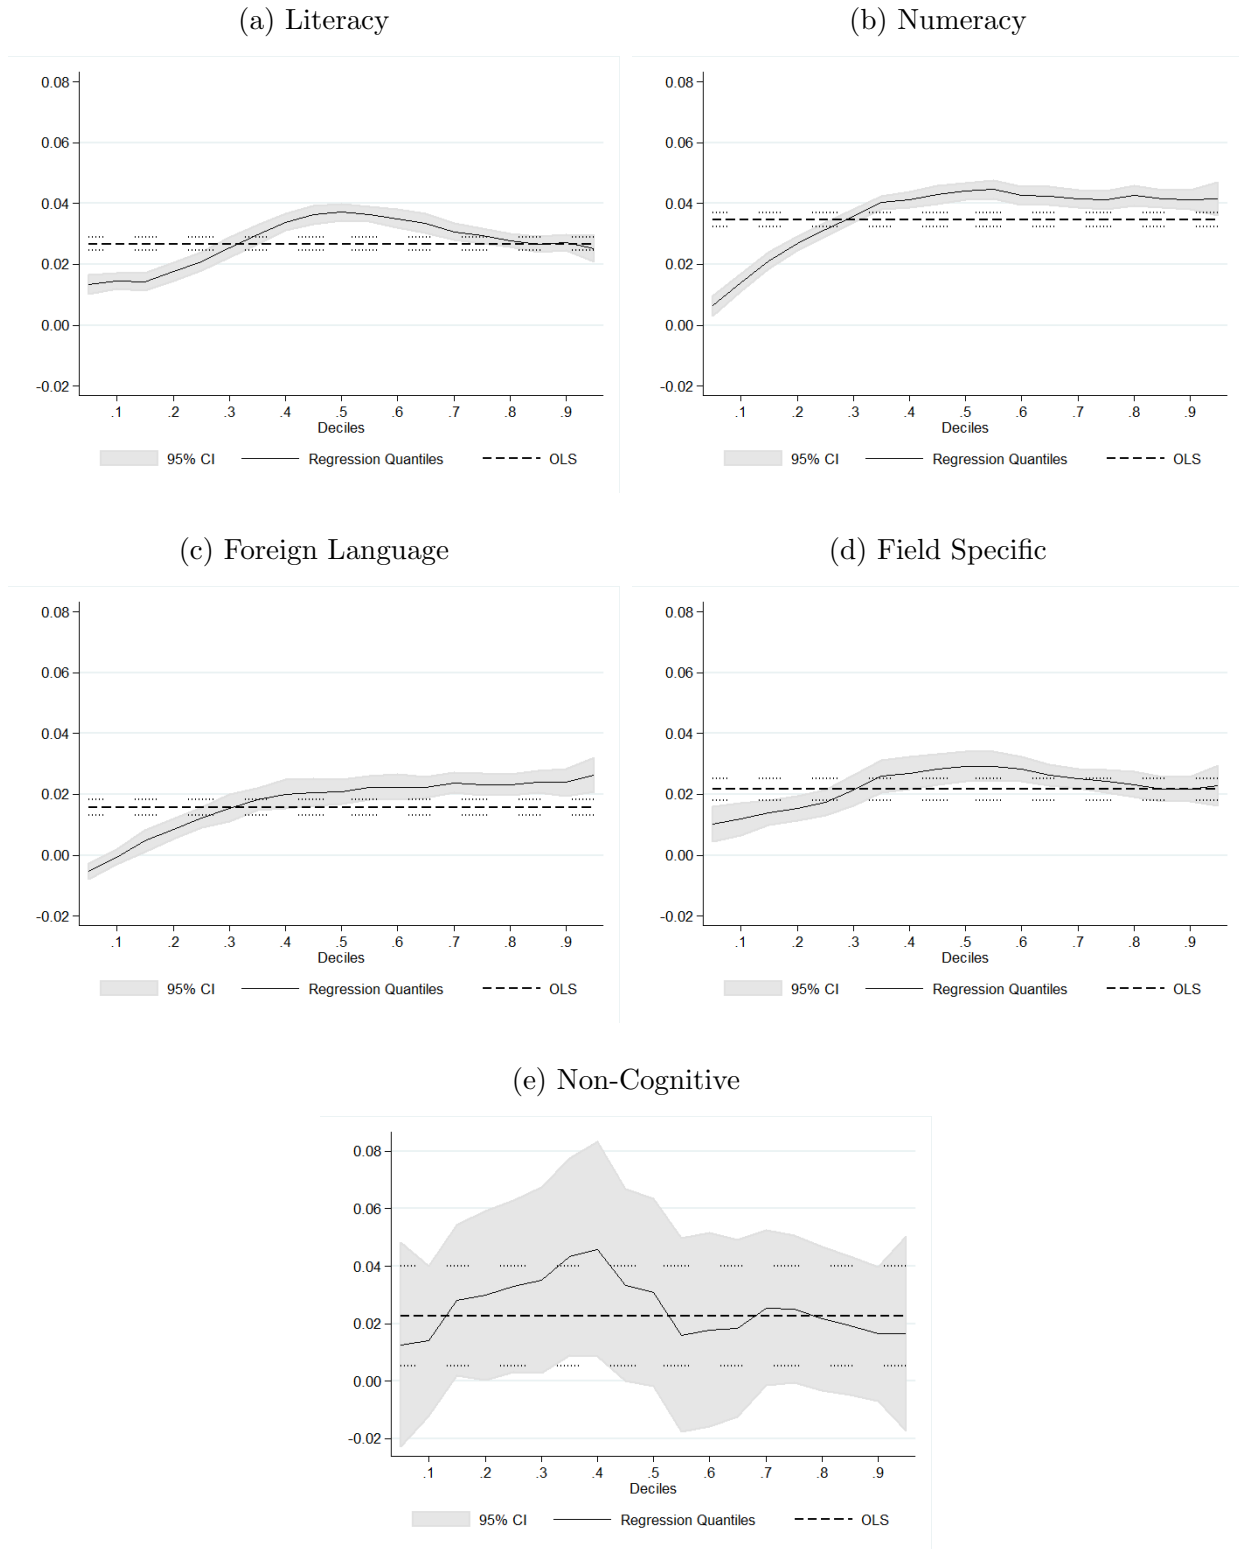 (a) Literacy
0.08
0.06
0.04
0.02
0.00
-0.02
.1 .2 .3 .4 .5 .6 .7 .8 .9
Deciles
95% CI Regression Quantiles OLS
(b) Numeracy
0.08
0.06
0.04
0.02
0.00
-0.02
.1 .2 .3 .4 .5 .6 .7 .8 .9
Deciles
95% CI Regression Quantiles OLS
(c) Foreign Language
0.08
0.06
0.04
0.02
0.00
-0.02
.1 .2 .3 .4 .5 .6 .7 .8 .9
Deciles
95% CI Regression Quantiles OLS
(d) Field Specific
0.08
0.06
0.04
0.02
0.00
-0.02
.1 .2 .3 .4 .5 .6 .7 .8 .9
Deciles
95% CI Regression Quantiles OLS
(e) Non-Cognitive
0.08
0.06
0.04
0.02
0.00
-0.02
.1 .2 .3 .4 .5 .6 .7 .8 .9
Deciles
95% CI Regression Quantiles OLS